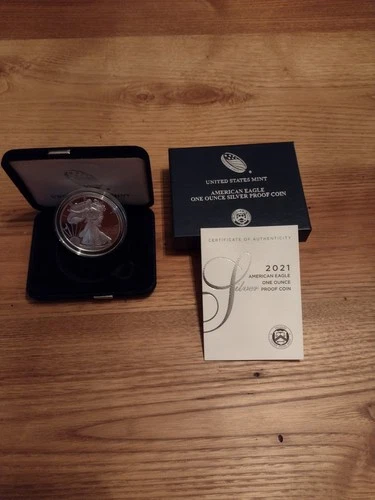 UNITED STATES MINT
AMERICAN EAGLE
ONE OUNCE SILVER PROOF COIN
CERTIFICATE OF AUTHENTICITY
2021
AMERICAN EAGLE
ONE OUNCE
Silver PROOF COIN